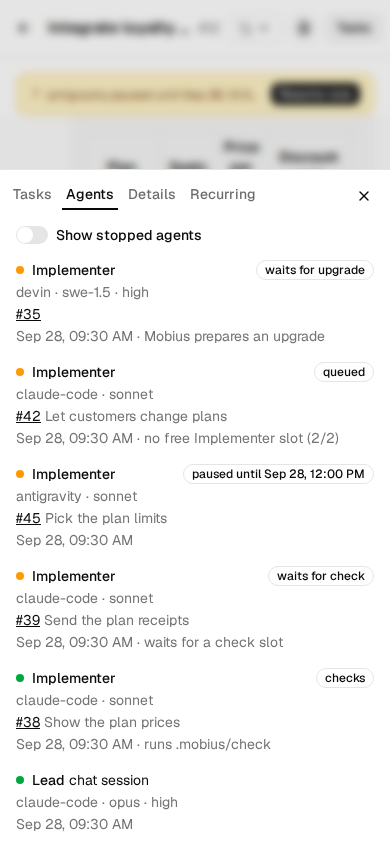 Tasks Agents Details Recurring
Show stopped agents
Implementer waits for upgrade
devin · swe-1.5 · high
#35
Sep 28, 09:30 AM · Mobius prepares an upgrade
Implementer queued
claude-code · sonnet
#42 Let customers change plans
Sep 28, 09:30 AM · no free Implementer slot (2/2)
Implementer paused until Sep 28, 12:00 PM
antigravity · sonnet
#45 Pick the plan limits
Sep 28, 09:30 AM
Implementer waits for check
claude-code · sonnet
#39 Send the plan receipts
Sep 28, 09:30 AM · waits for a check slot
Implementer checks
claude-code · sonnet
#38 Show the plan prices
Sep 28, 09:30 AM · runs .mobius/check
Lead chat session
claude-code · opus · high
Sep 28, 09:30 AM